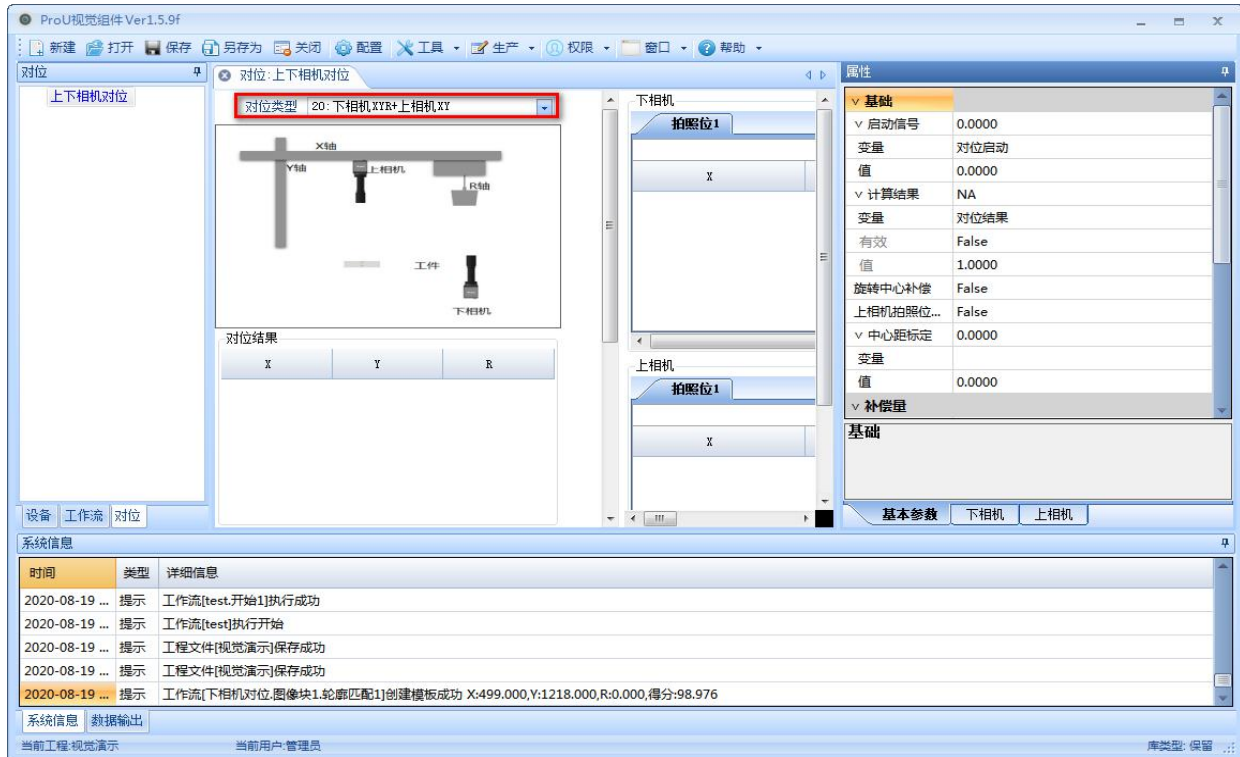 ProU视觉组件 Ver1.5.9f
新建 打开 保存 另存为 关闭 配置 工具 生产 权限 窗口 帮助
对位
上下相机对位
设备 工作流 对位
对位:上下相机对位
对位类型 20:下相机XYR+上相机XY
X轴
Y轴 上相机 R轴
工件
下相机
对位结果
X Y R
下相机
拍照位1
X
上相机
拍照位1
X
属性
基础
启动信号 0.0000
变量 对位启动
值 0.0000
计算结果 NA
变量 对位结果
有效 False
值 1.0000
旋转中心补偿 False
上相机拍照位... False
中心距标定 0.0000
变量
值 0.0000
补偿量
基础
基本参数 下相机 上相机
系统信息
时间 类型 详细信息
2020-08-19 ... 提示 工作流[test.开始1]执行成功
2020-08-19 ... 提示 工作流[test]执行开始
2020-08-19 ... 提示 工程文件[视觉演示]保存成功
2020-08-19 ... 提示 工程文件[视觉演示]保存成功
2020-08-19 ... 提示 工作流[下相机对位.图像块1.轮廓匹配1]创建模板成功 X:499.000,Y:1218.000,R:0.000,得分:98.976
系统信息 数据输出
当前工程:视觉演示 当前用户:管理员 库类型: 保留